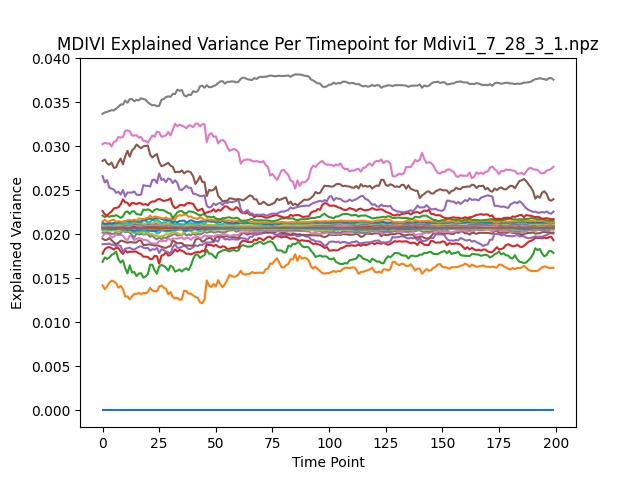 MDIVI Explained Variance Per Timepoint for Mdivi1_7_28_3_1.npz
Explained Variance
0.040
0.035
0.030
0.025
0.020
0.015
0.010
0.005
0.000
0 25 50 75 100 125 150 175 200
Time Point